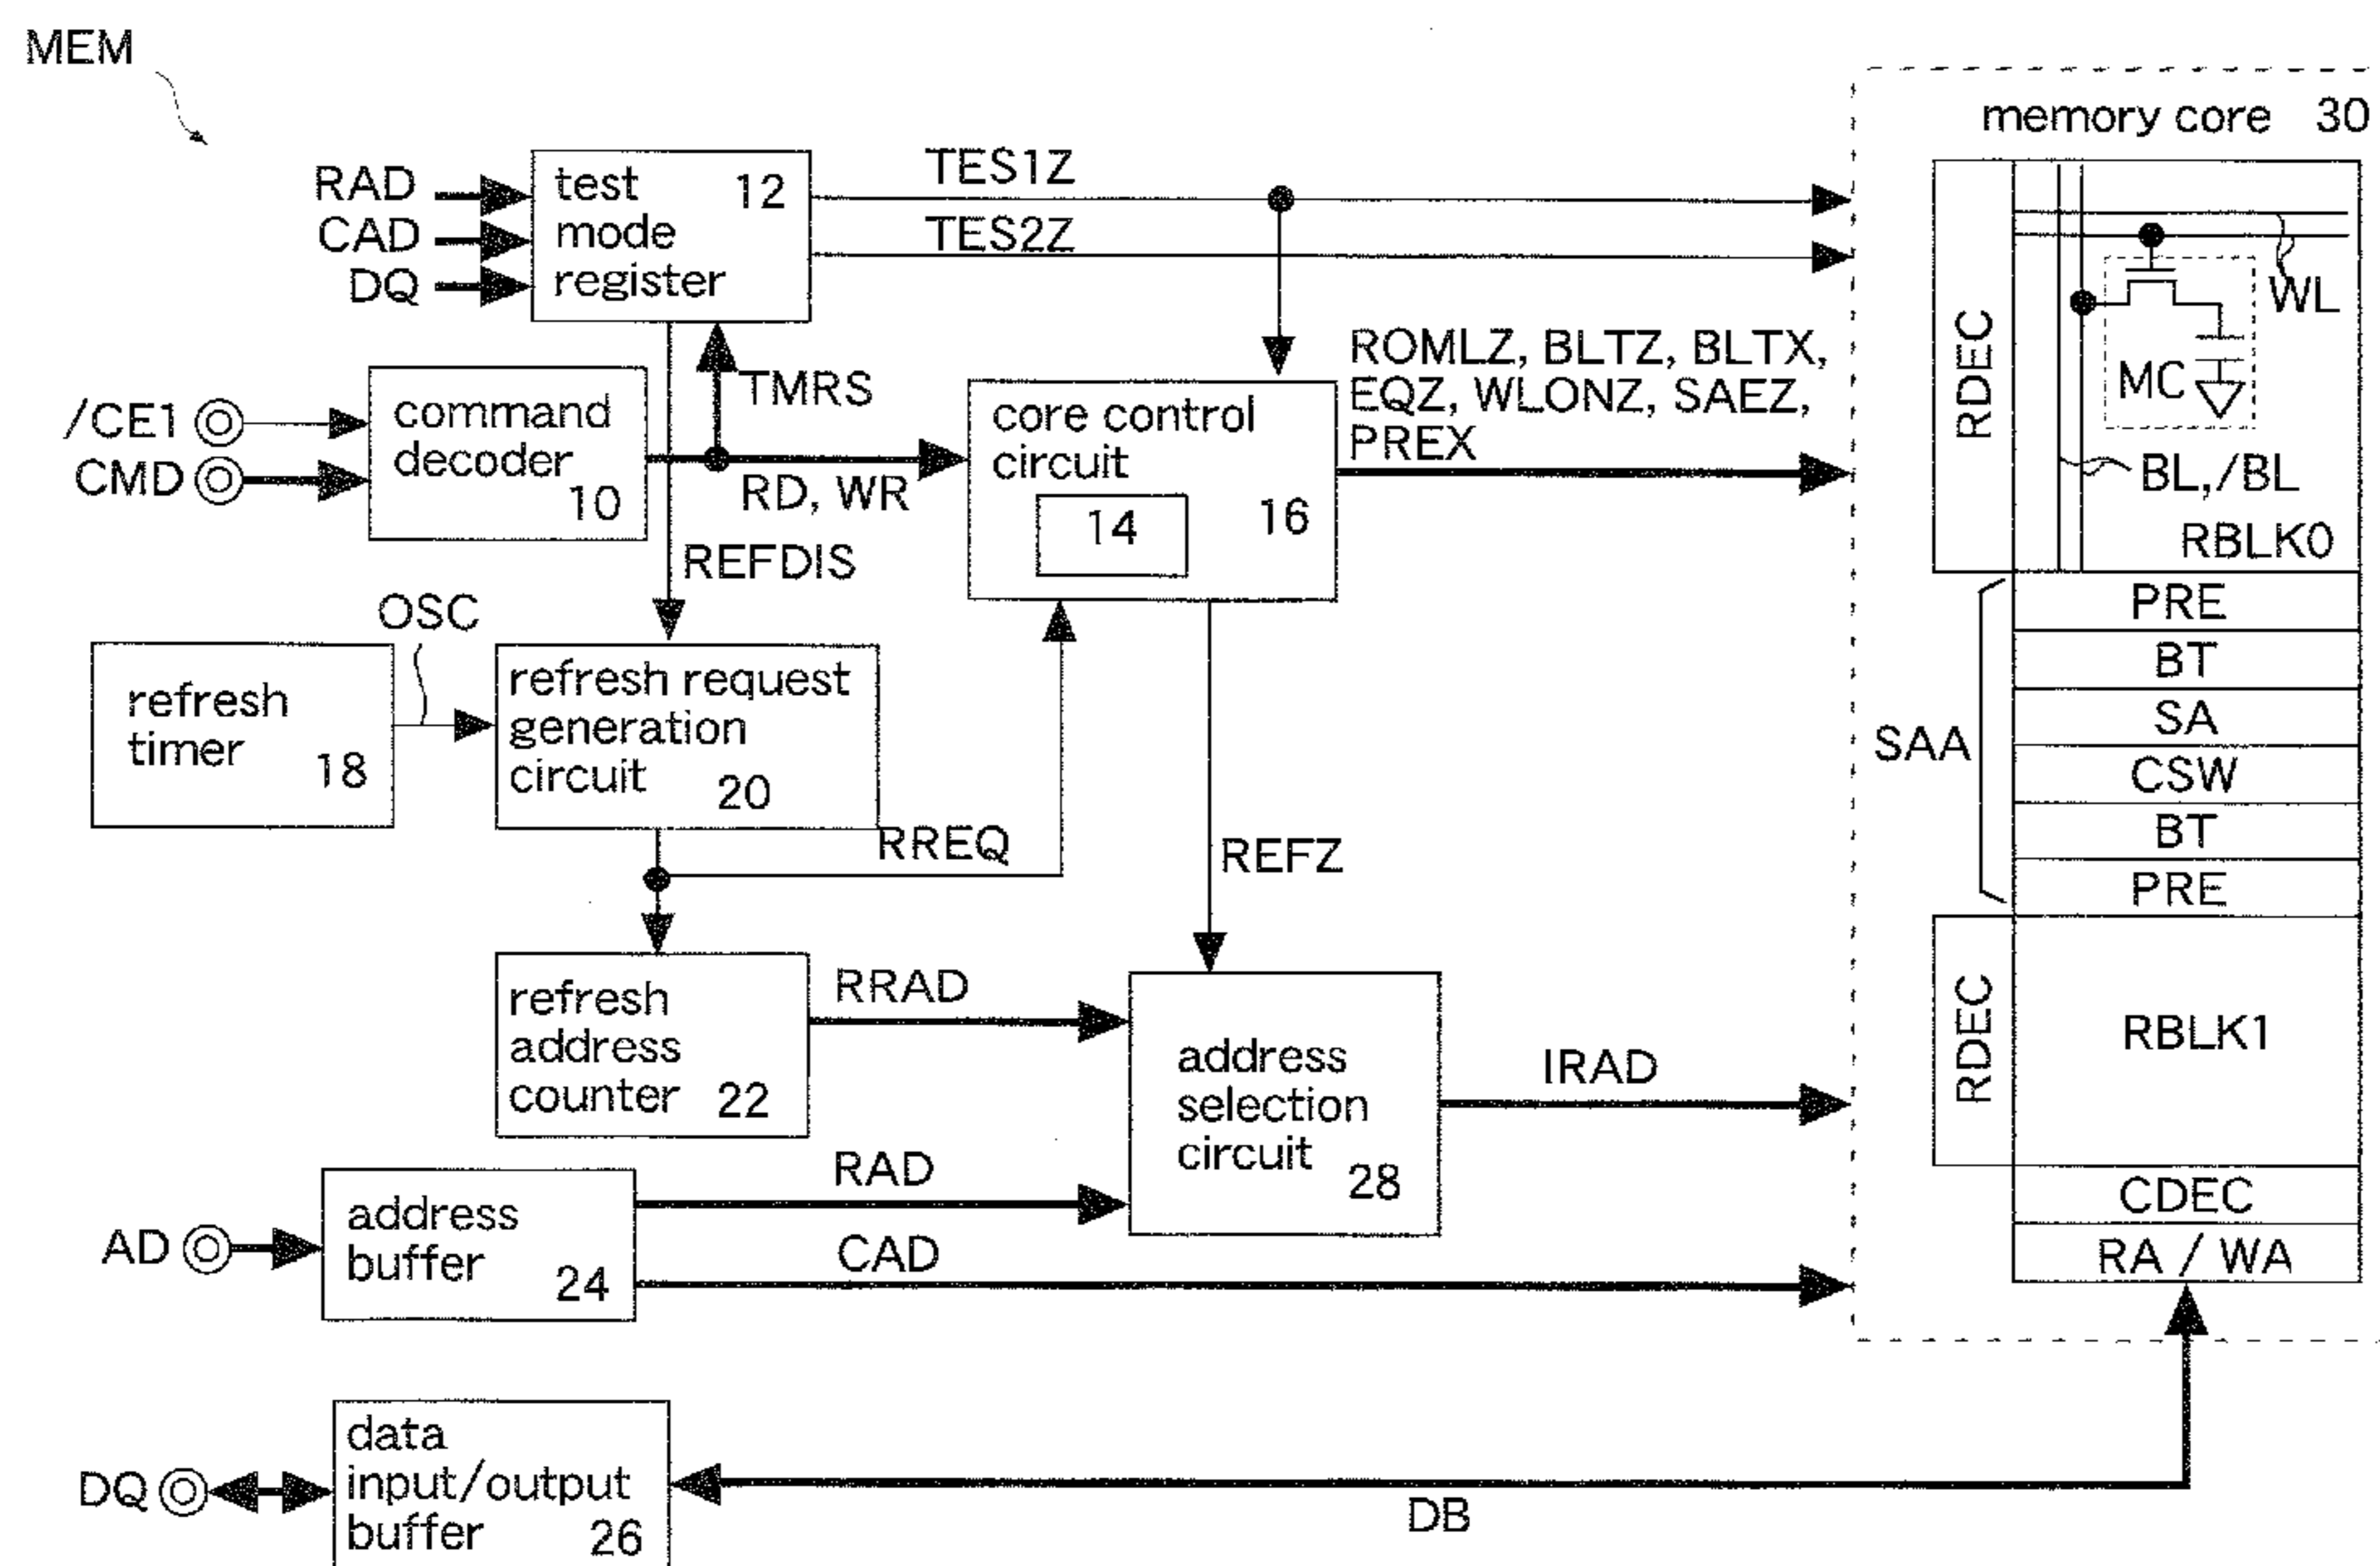 MEM
memory core 30
RAD
CAD
DQ
test
mode
register
12
TES1Z
TES2Z
TMRS
/CE1
CMD
command
decoder
10
RD, WR
REFDIS
core control
circuit
14
16
ROMLZ, BLTZ, BLTX,
EQZ, WLONZ, SAEZ,
PREX
RDEC
WL
MC
BL,/BL
RBLK0
PRE
BT
SA
CSW
BT
PRE
SAA
OSC
refresh
timer
18
refresh request
generation
circuit
20
RREQ
REFZ
refresh
address
counter
22
RRAD
address
selection
circuit
28
IRAD
RDEC
RBLK1
CDEC
RA / WA
AD
address
buffer
24
RAD
CAD
DQ
data
input/output
buffer
26
DB